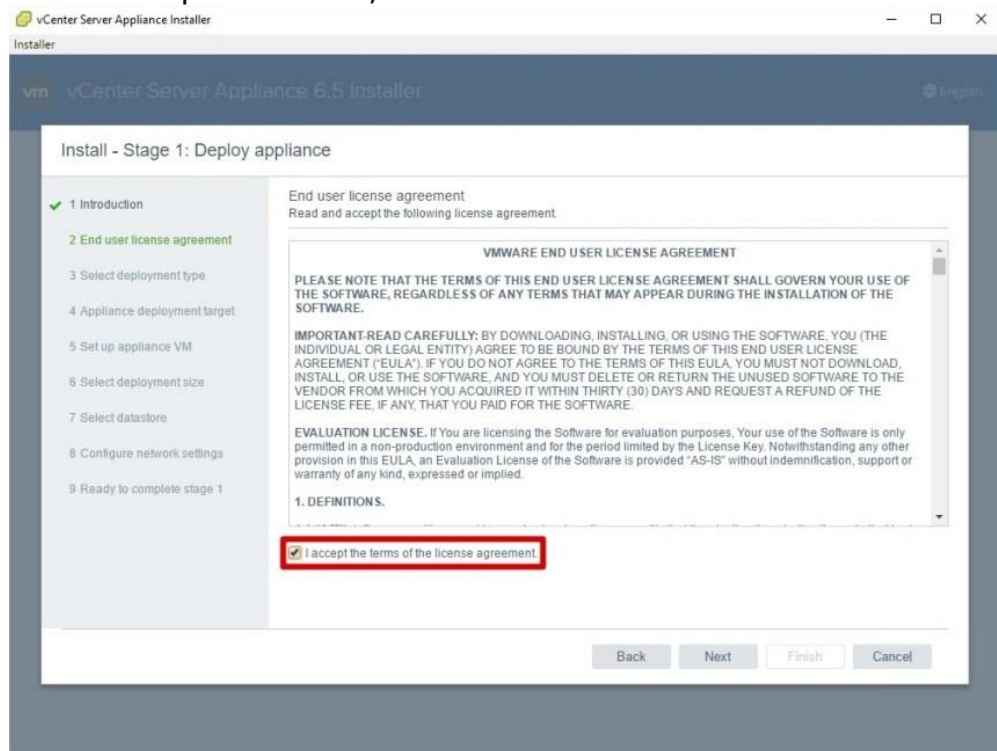 vCenter Server Appliance Installer
Installer
vm vCenter Server Appliance 6.5 Installer English
Install - Stage 1: Deploy appliance
1 Introduction
2 End user license agreement
3 Select deployment type
4 Appliance deployment target
5 Set up appliance VM
6 Select deployment size
7 Select datastore
8 Configure network settings
9 Ready to complete stage 1
End user license agreement
Read and accept the following license agreement.
VMWARE END USER LICENSE AGREEMENT
PLEASE NOTE THAT THE TERMS OF THIS END USER LICENSE AGREEMENT SHALL GOVERN YOUR USE OF
THE SOFTWARE, REGARDLESS OF ANY TERMS THAT MAY APPEAR DURING THE INSTALLATION OF THE
SOFTWARE.
IMPORTANT-READ CAREFULLY: BY DOWNLOADING, INSTALLING, OR USING THE SOFTWARE, YOU (THE
INDIVIDUAL OR LEGAL ENTITY) AGREE TO BE BOUND BY THE TERMS OF THIS END USER LICENSE
AGREEMENT ("EULA"). IF YOU DO NOT AGREE TO THE TERMS OF THIS EULA, YOU MUST NOT DOWNLOAD,
INSTALL, OR USE THE SOFTWARE, AND YOU MUST DELETE OR RETURN THE UNUSED SOFTWARE TO THE
VENDOR FROM WHICH YOU ACQUIRED IT WITHIN THIRTY (30) DAYS AND REQUEST A REFUND OF THE
LICENSE FEE, IF ANY, THAT YOU PAID FOR THE SOFTWARE.
EVALUATION LICENSE. If You are licensing the Software for evaluation purposes, Your use of the Software is only
permitted in a non-production environment and for the period limited by the License Key. Notwithstanding any other
provision in this EULA, an Evaluation License of the Software is provided "AS-IS" without indemnification, support or
warranty of any kind, expressed or implied.
1. DEFINITIONS.
I accept the terms of the license agreement.
Back Next Finish Cancel